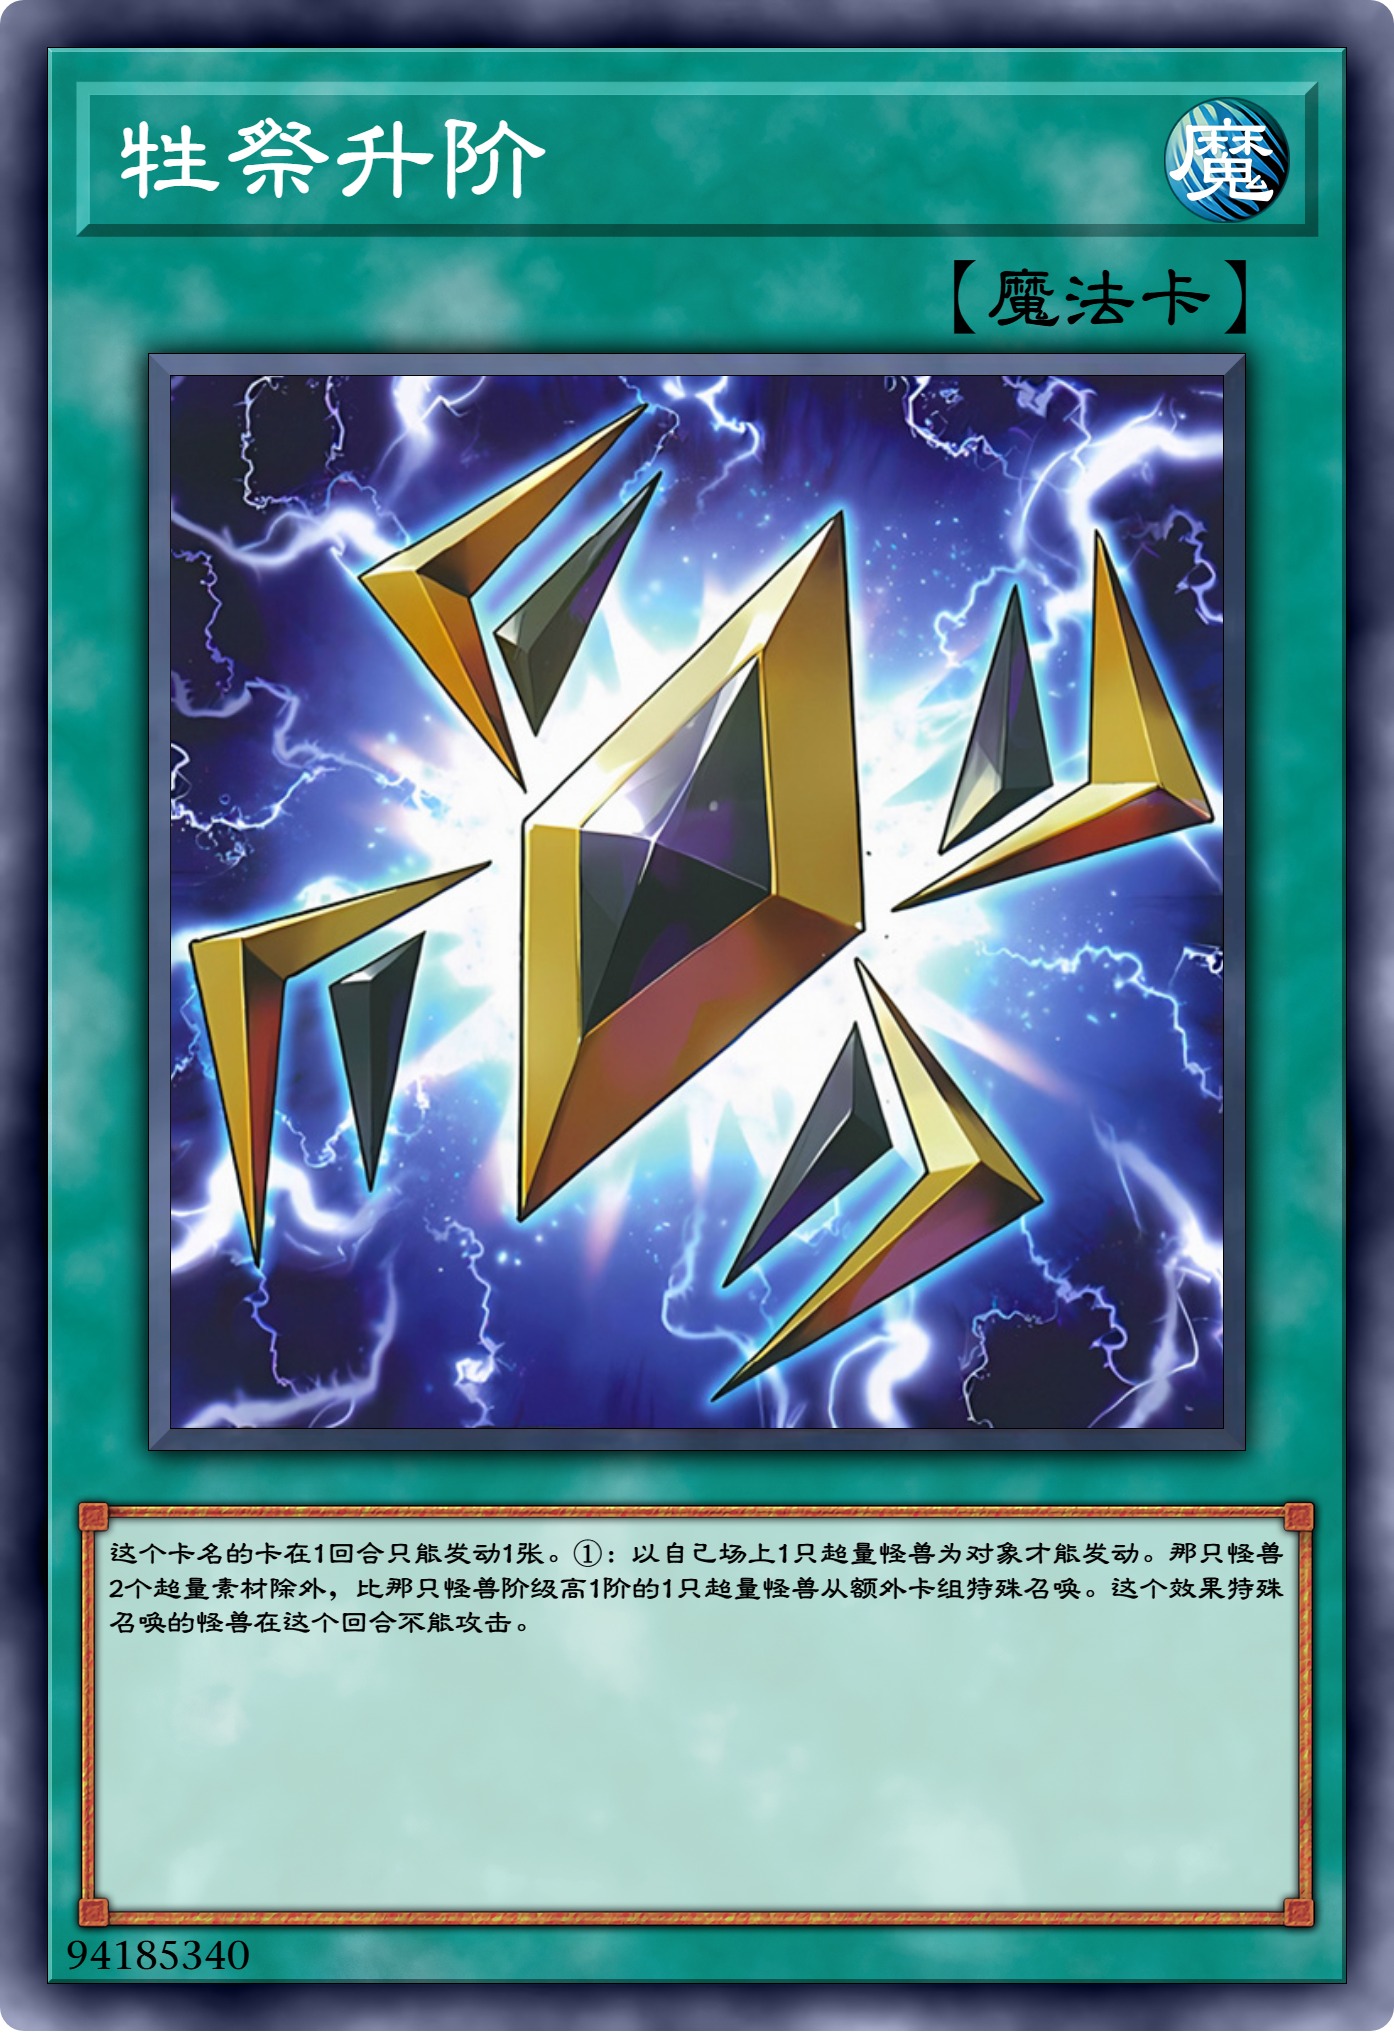 牲祭升阶
魔
【魔法卡】
这个卡名的卡在1回合只能发动1张。①：以自己场上1只超量怪兽为对象才能发动。那只怪兽
2个超量素材除外，比那只怪兽阶级高1阶的1只超量怪兽从额外卡组特殊召唤。这个效果特殊
召唤的怪兽在这个回合不能攻击。
94185340